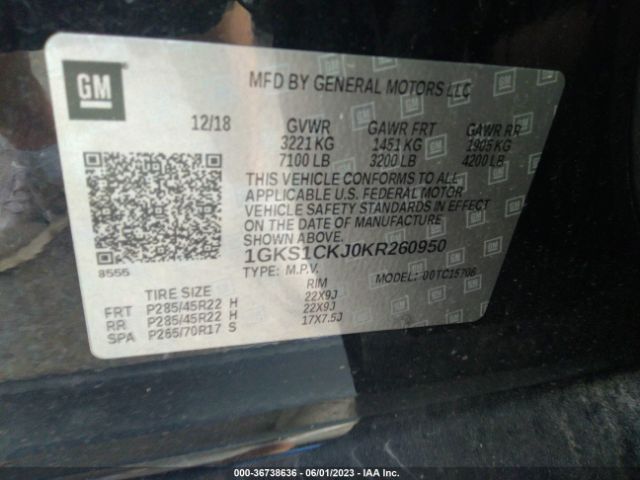 GM
MFD BY GENERAL MOTORS LLC
12/18 GVWR GAWR FRT GAWR RR
3221 KG 1451 KG 1905 KG
7100 LB 3200 LB 4200 LB
THIS VEHICLE CONFORMS TO ALL
APPLICABLE U.S. FEDERAL MOTOR
VEHICLE SAFETY STANDARDS IN EFFECT
ON THE DATE OF MANUFACTURE
SHOWN ABOVE.
8555
1GKS1CKJ0KR260950
TYPE: M.P.V. MODEL: 00TC15706
TIRE SIZE RIM
FRT P285/45R22 H 22X9J
RR P285/45R22 H 22X9J
SPA P265/70R17 S 17X7.5J
000-36738636 - 06/01/2023 - IAA Inc.